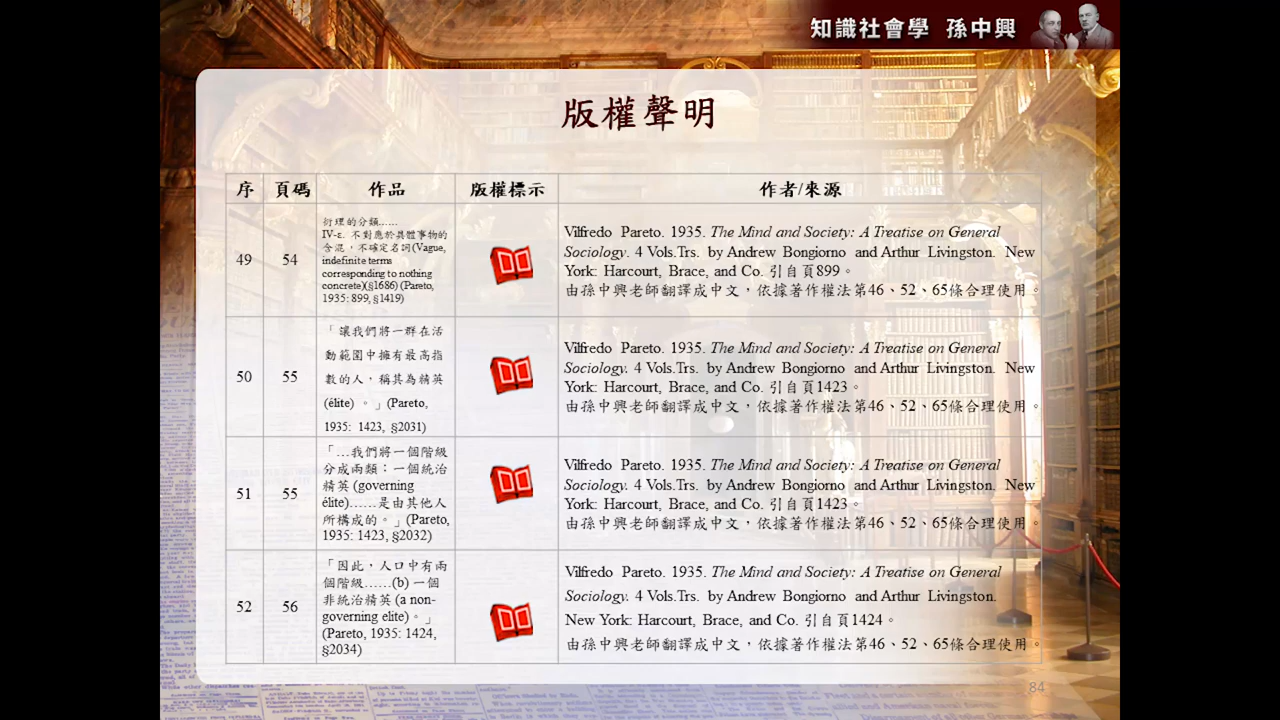 知識社會學 孫中興
版權聲明
序 頁碼 作品 版權標示 作者/來源
49 54
衍理的分類……
IV-ε. 不對應於具體事物的
含混,不確定名詞(Vague,
indefinite terms
corresponding to nothing
concrete)(§1686) (Pareto,
1935: 899, §1419)
Vilfredo Pareto. 1935. The Mind and Society: A Treatise on General
Sociology. 4 Vols.Trs. by Andrew Bongiorno and Arthur Livingston. New
York: Harcourt, Brace, and Co. 引自頁899。
由孫中興老師翻譯成中文,依據著作權法第46、52、65條合理使用。
50 55
「讓我們將一群在活
動範圍中擁有最高指
數的人,稱其為精英
(élite) 。」(Pareto,
1935: 1423, §2031)
Vilfredo Pareto. 1935. The Mind and Society: A Treatise on General
Sociology. 4 Vols.Trs. by Andrew Bongiorno and Arthur Livingston. New
York: Harcourt, Brace, and Co. 引自頁1423。
由孫中興老師翻譯成中文,依據著作權法第46、52、65條合理使用。
51 55
「我們將一個階級
分成兩類:一個統治
精英 (governing
élite)
所組成的。」(Pareto,
1935: 1423, §2032)
Vilfredo Pareto. 1935. The Mind and Society: A Treatise on General
Sociology. 4 Vols.Trs. by Andrew Bongiorno and Arthur Livingston. New
York: Harcourt, Brace, and Co. 引自頁1423。
由孫中興老師翻譯成中文,依據著作權法第46、52、65條合理使用。
52 56
「因此,人口中有兩
個階級……(b) 一個
非統治精英 (a non-
governing elite)。」
(Pareto, 1935: 1424,
§2034)
Vilfredo Pareto. 1935. The Mind and Society: A Treatise on General
Sociology. 4 Vols.Trs. by Andrew Bongiorno and Arthur Livingston.
New York: Harcourt, Brace, and Co. 引自頁1424。
由孫中興老師翻譯成中文,依據著作權法第46、52、65條合理使用。
84